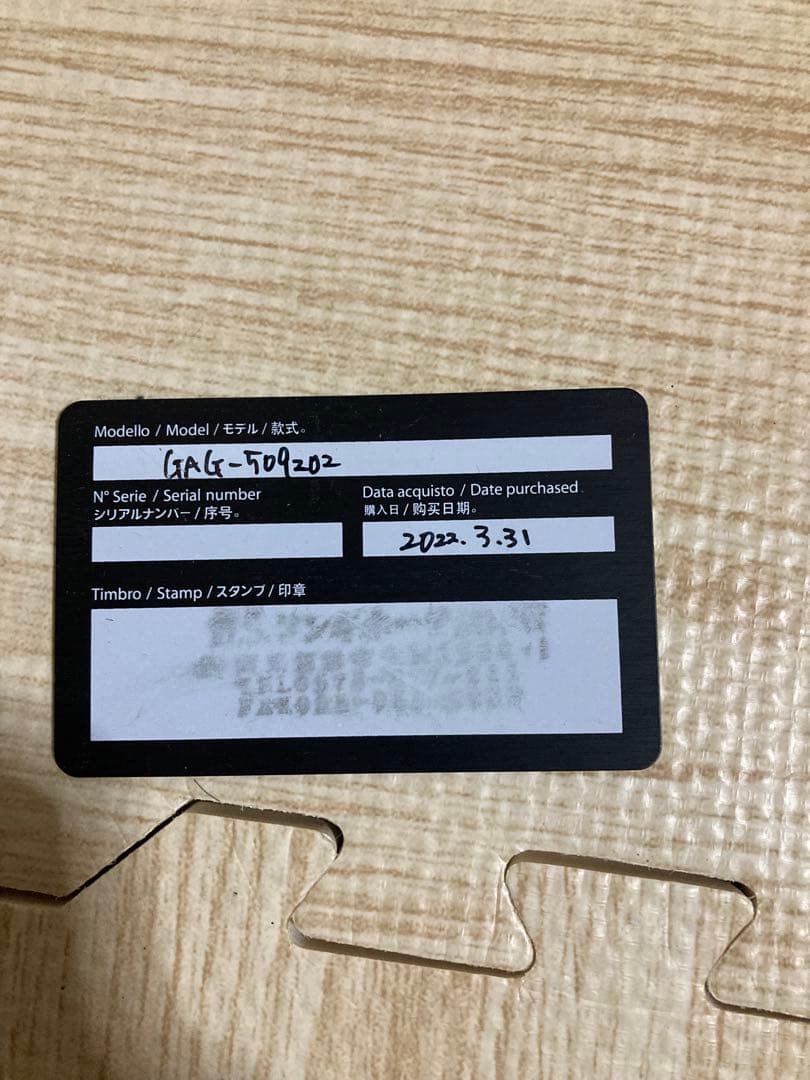 Modello / Model / モデル / 款式。
GAG-509202
N° Serie / Serial number
シリアルナンバー / 序号。
Data acquisto / Date purchased
購入日 / 购买日期。
2022.3.31
Timbro / Stamp / スタンプ / 印章